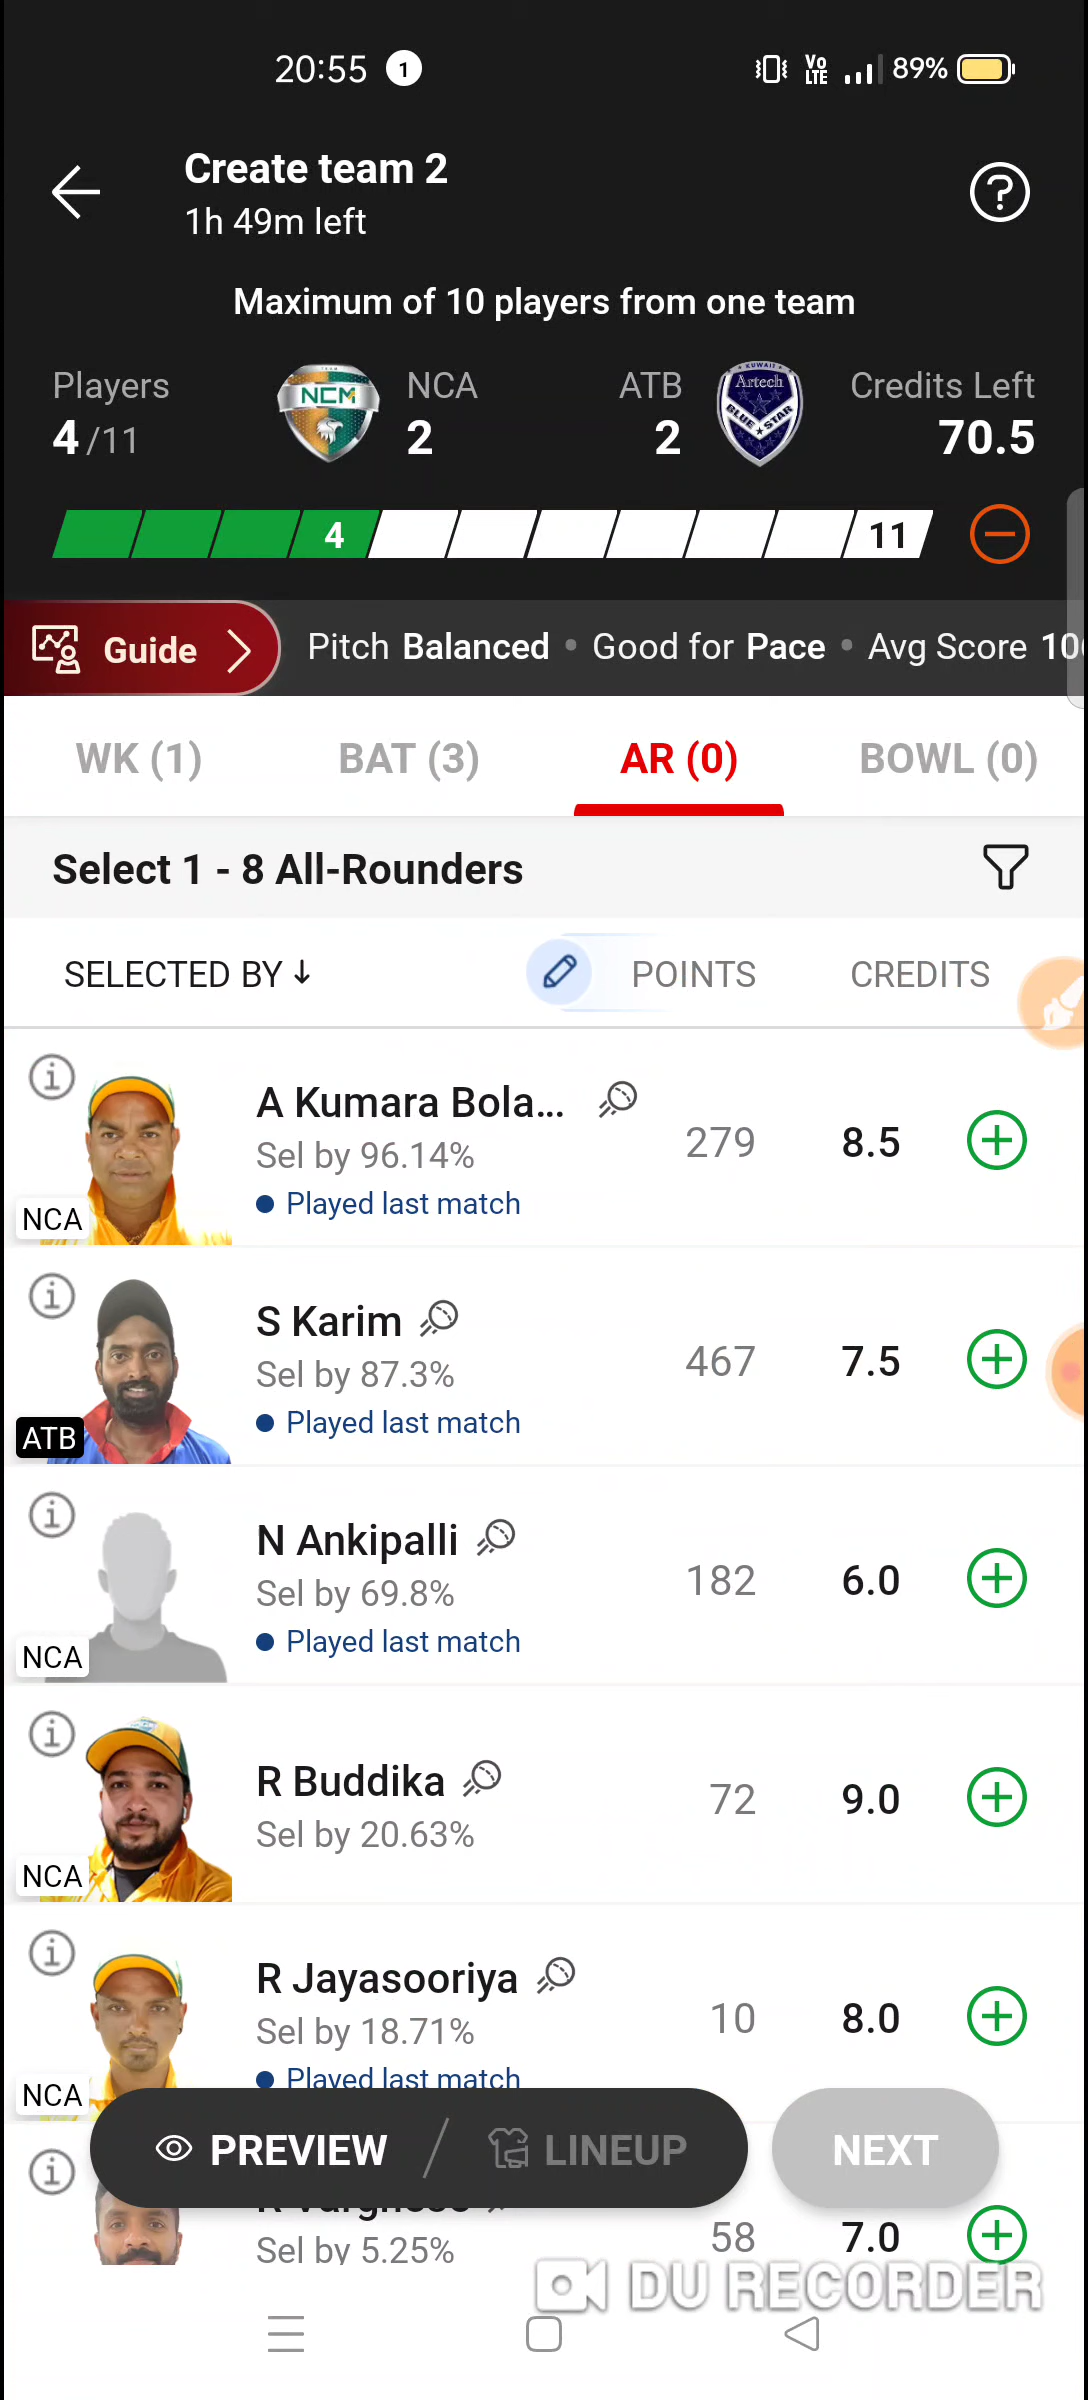 20:55 1 Vo LTE 89%
Create team 2
1h 49m left
Maximum of 10 players from one team
Players NCA ATB Credits Left
4/11 NCM 2 2 KUWAIT Artech BLUE STAR 70.5
4 11
Guide Pitch Balanced • Good for Pace • Avg Score
WK (1) BAT (3) AR (0) BOWL (0)
Select 1 - 8 All-Rounders
SELECTED BY ↓ POINTS CREDITS
A Kumara Bola...
Sel by 96.14% 279 8.5
Played last match
NCA
S Karim
Sel by 87.3% 467 7.5
Played last match
ATB
N Ankipalli
Sel by 69.8% 182 6.0
Played last match
NCA
R Buddika
Sel by 20.63% 72 9.0
NCA
R Jayasooriya
Sel by 18.71% 10 8.0
Played last match
NCA
PREVIEW LINEUP NEXT
Sel by 5.25% 58 7.0
DU RECORDER